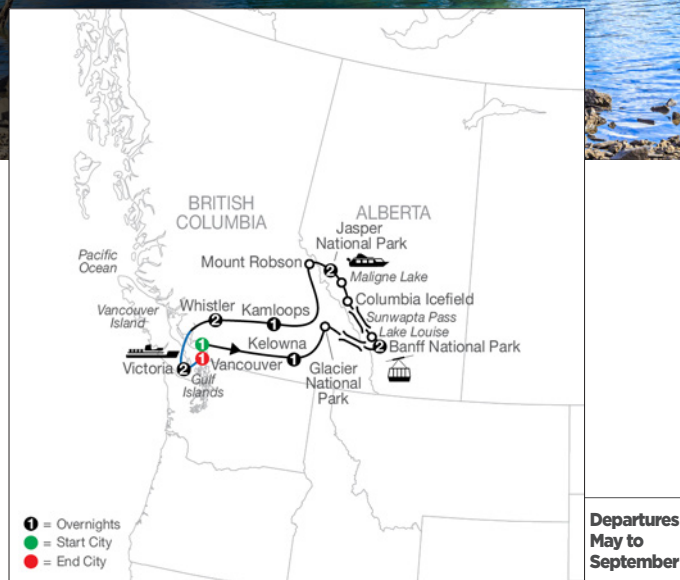 BRITISH
COLUMBIA
ALBERTA
Jasper
National Park
2
Maligne Lake
Mount Robson
Pacific
Ocean
Columbia Icefield
Sunwapta Pass
Lake Louise
2
Banff National Park
Vancouver
Island
Whistler
2
Kamloops
1
Kelowna
1
1
1
Vancouver
Victoria
2
Gulf
Islands
Glacier
National
Park
1 = Overnights
= Start City
= End City
Departures
May to
September